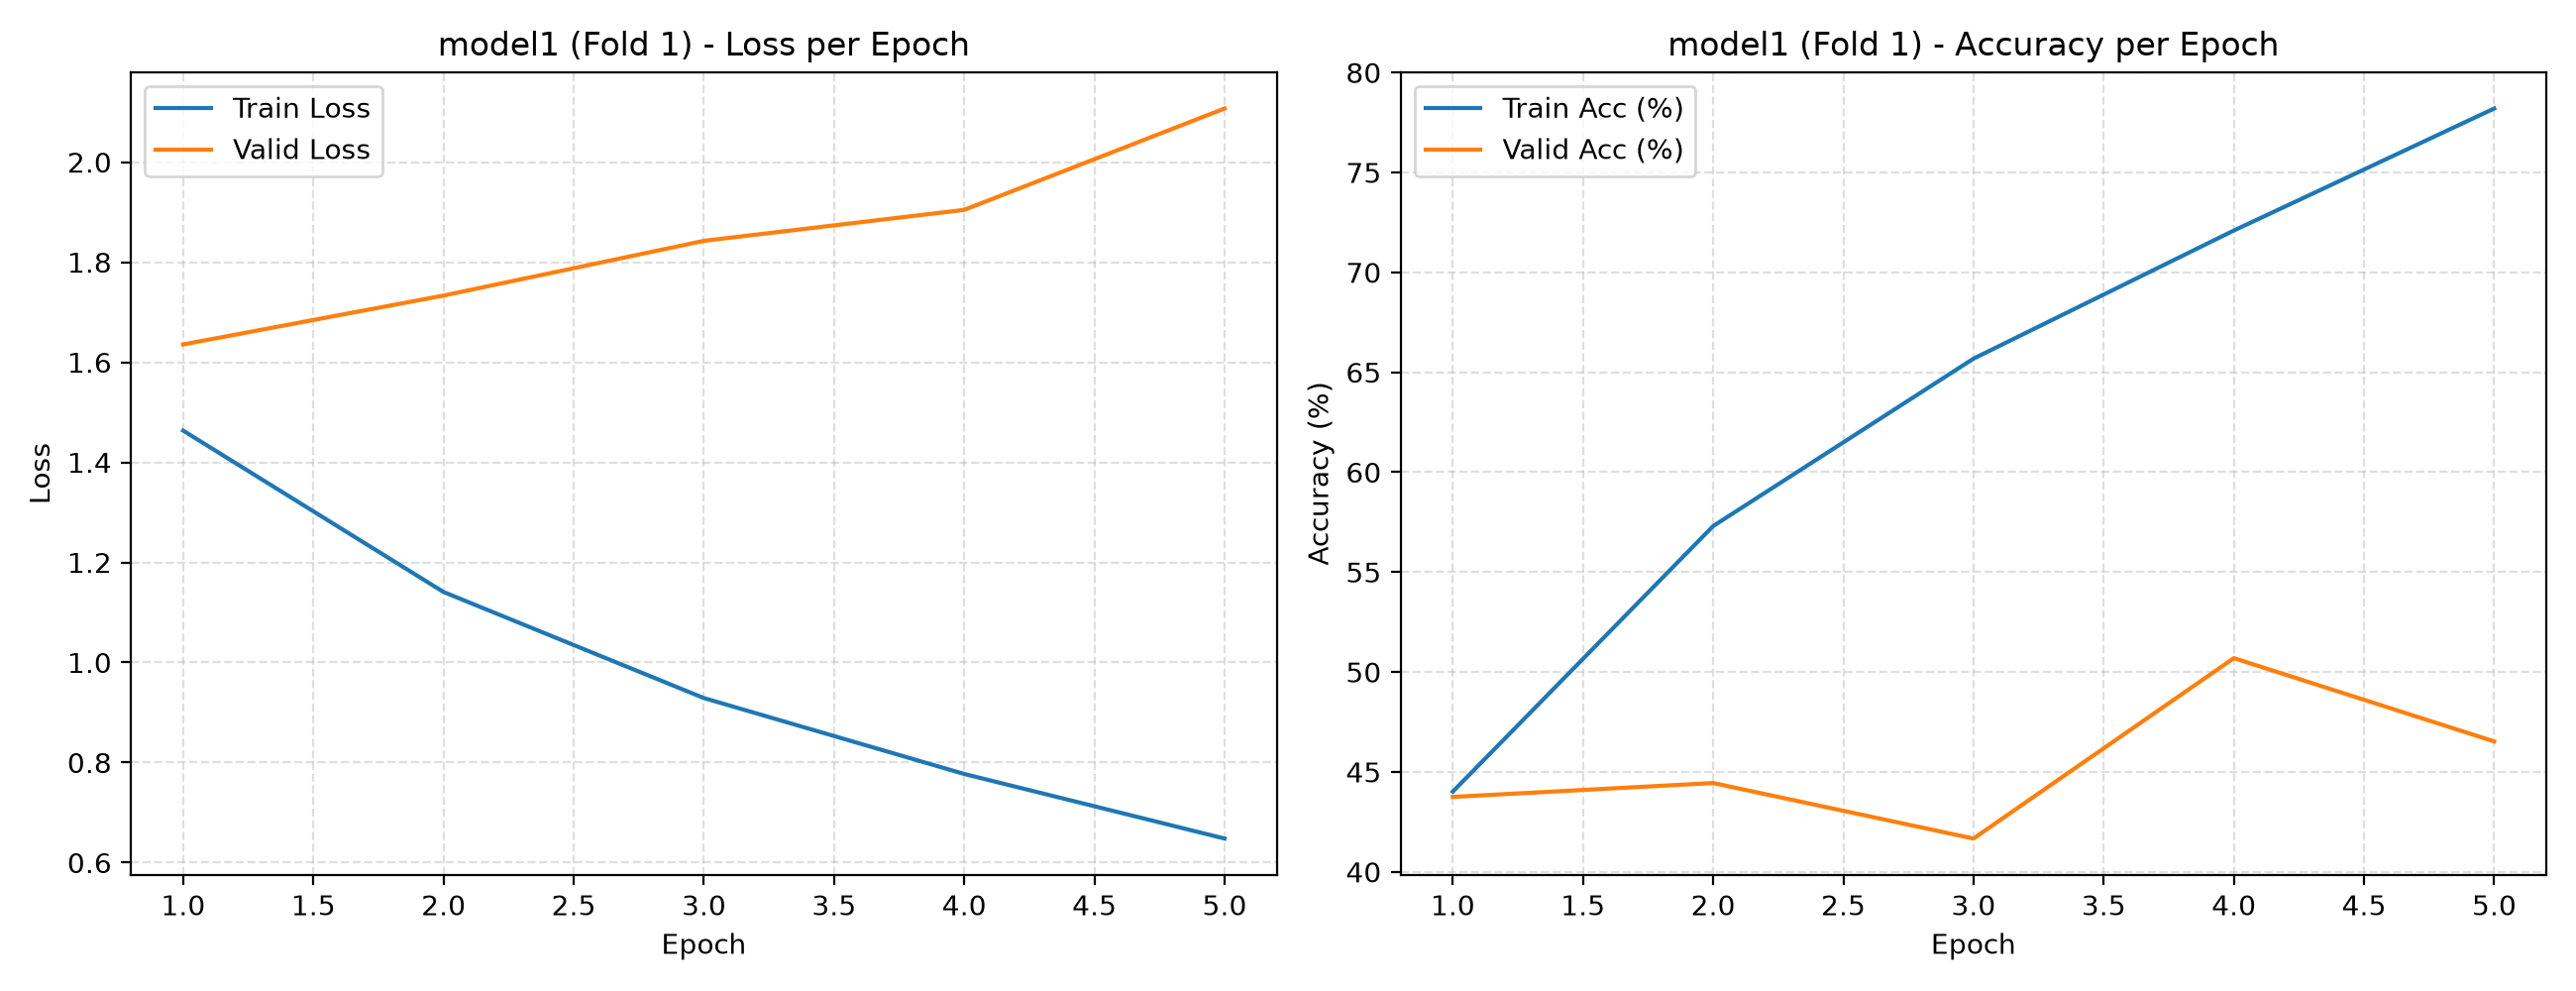 model1 (Fold 1) - Loss per Epoch
Train Loss
Valid Loss
2.0
1.8
1.6
1.4
1.2
1.0
0.8
0.6
Loss
1.0 1.5 2.0 2.5 3.0 3.5 4.0 4.5 5.0
Epoch
model1 (Fold 1) - Accuracy per Epoch
Train Acc (%)
Valid Acc (%)
80
75
70
65
60
55
50
45
40
Accuracy (%)
1.0 1.5 2.0 2.5 3.0 3.5 4.0 4.5 5.0
Epoch